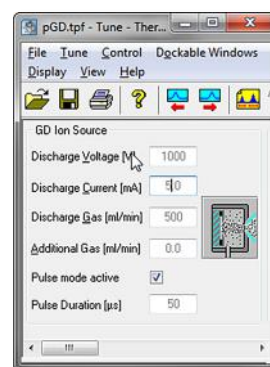 pGD.tpf - Tune - Ther...
File Tune Control Dockable Windows
Display View Help
GD Ion Source
Discharge Voltage [V] 1000
Discharge Current [mA] 5.0
Discharge Gas [ml/min] 500
Additional Gas [ml/min] 0.0
Pulse mode active
Pulse Duration [µs] 50